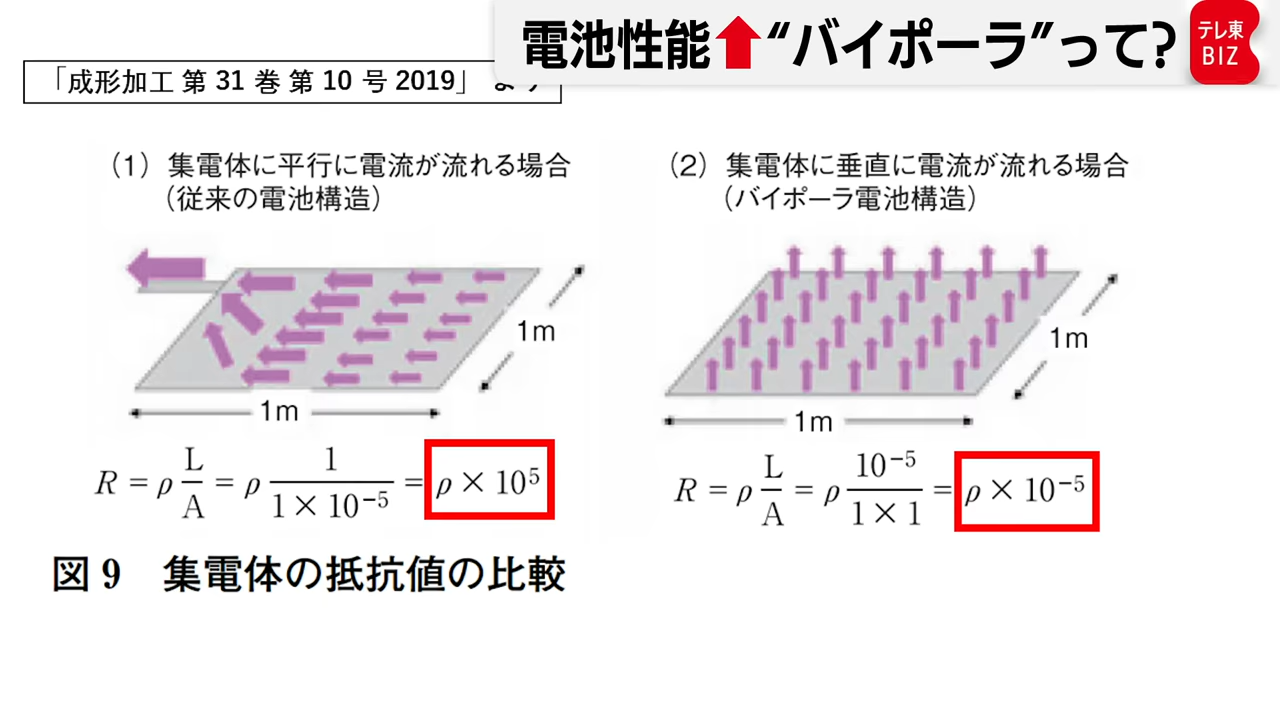 電池性能⬆“バイポーラ”って?
テレ東
BIZ
「成形加工 第 31 巻 第 10 号 2019」
(1) 集電体に平行に電流が流れる場合
(従来の電池構造)
1m
1m
R = ρ L/A = ρ 1/(1 × 10⁻⁵) = ρ × 10⁵
(2) 集電体に垂直に電流が流れる場合
(バイポーラ電池構造)
1m
1m
R = ρ L/A = ρ 10⁻⁵/(1 × 1) = ρ × 10⁻⁵
図 9 集電体の抵抗値の比較